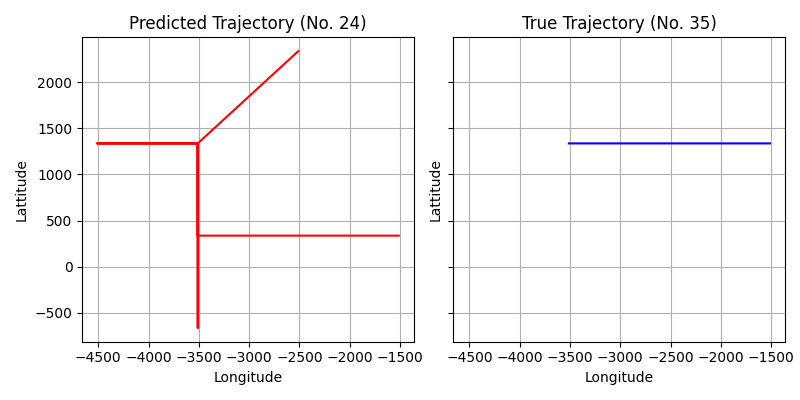 Predicted Trajectory (No. 24)
True Trajectory (No. 35)
Lattitude
2000
1500
1000
500
0
−500
−4500 −4000 −3500 −3000 −2500 −2000 −1500
Longitude
Lattitude
−4500 −4000 −3500 −3000 −2500 −2000 −1500
Longitude